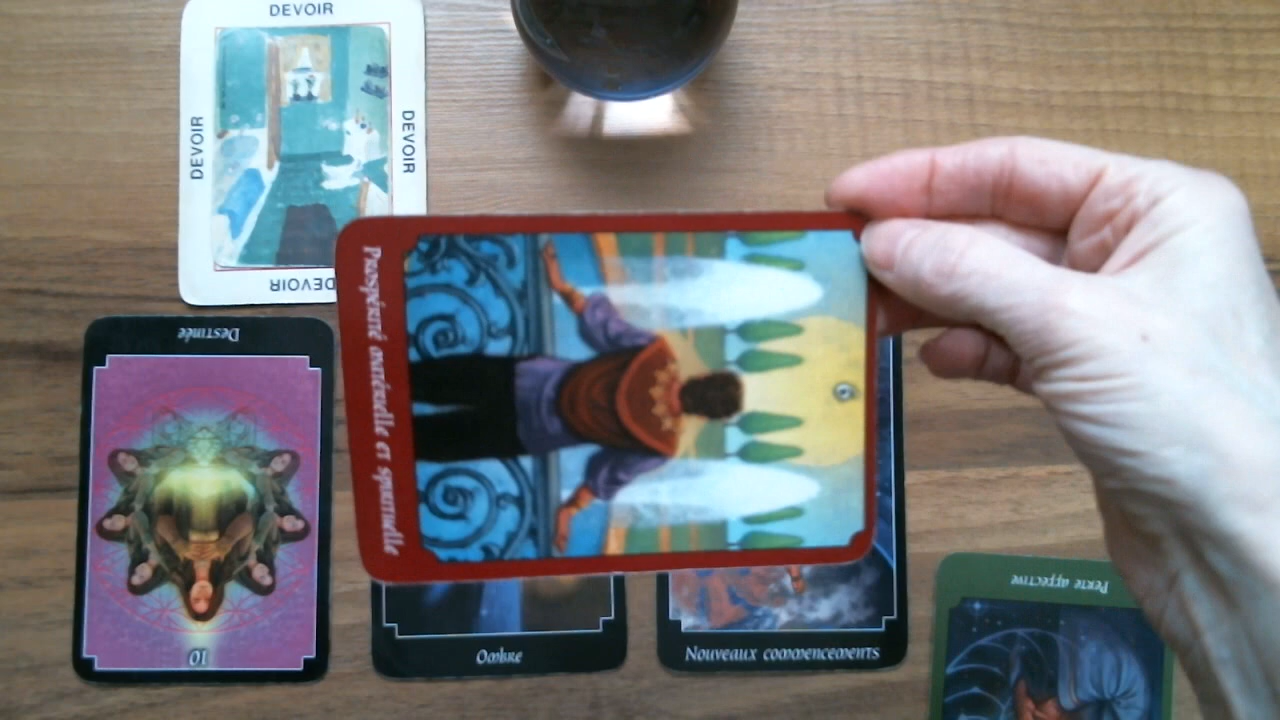 DEVOIR
DEVOIR
DEVOIR
DEVOIR
Destinée
10
Prospérité matérielle et spirituelle
Ombre
Nouveaux commencements
Perte affective